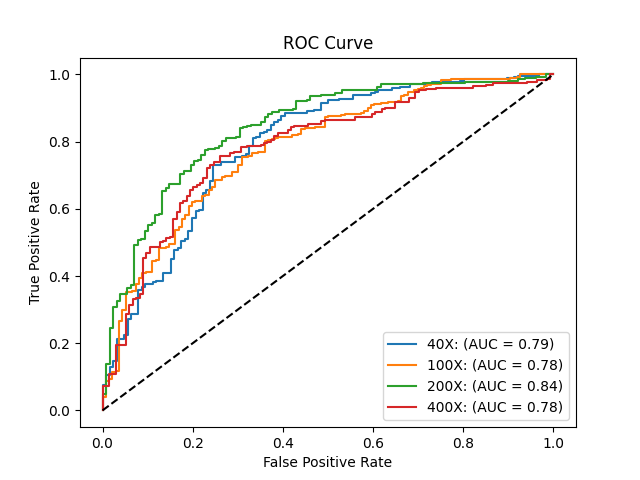 ROC Curve
True Positive Rate
1.0
0.8
0.6
0.4
0.2
0.0
0.0 0.2 0.4 0.6 0.8 1.0
False Positive Rate
40X: (AUC = 0.79)
100X: (AUC = 0.78)
200X: (AUC = 0.84)
400X: (AUC = 0.78)